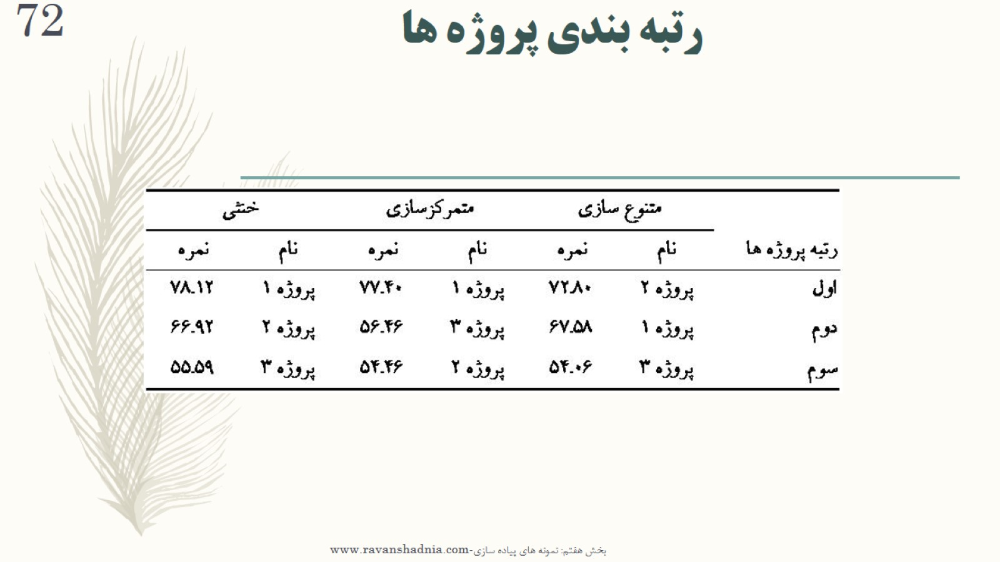 72
رتبه بندی پروژه ها
متنوع سازی متمرکزسازی خنثی
رتبه پروژه ها نام نمره نام نمره نام نمره
اول پروژه ۲ ۷۲.۸۰ پروژه ۱ ۷۷.۴۰ پروژه ۱ ۷۸.۱۲
دوم پروژه ۱ ۶۷.۵۸ پروژه ۳ ۵۶.۴۶ پروژه ۲ ۶۶.۹۲
سوم پروژه ۳ ۵۴.۰۶ پروژه ۲ ۵۴.۴۶ پروژه ۳ ۵۵.۵۹
بخش هفتم: نمونه های پیاده سازی-www.ravanshadnia.com